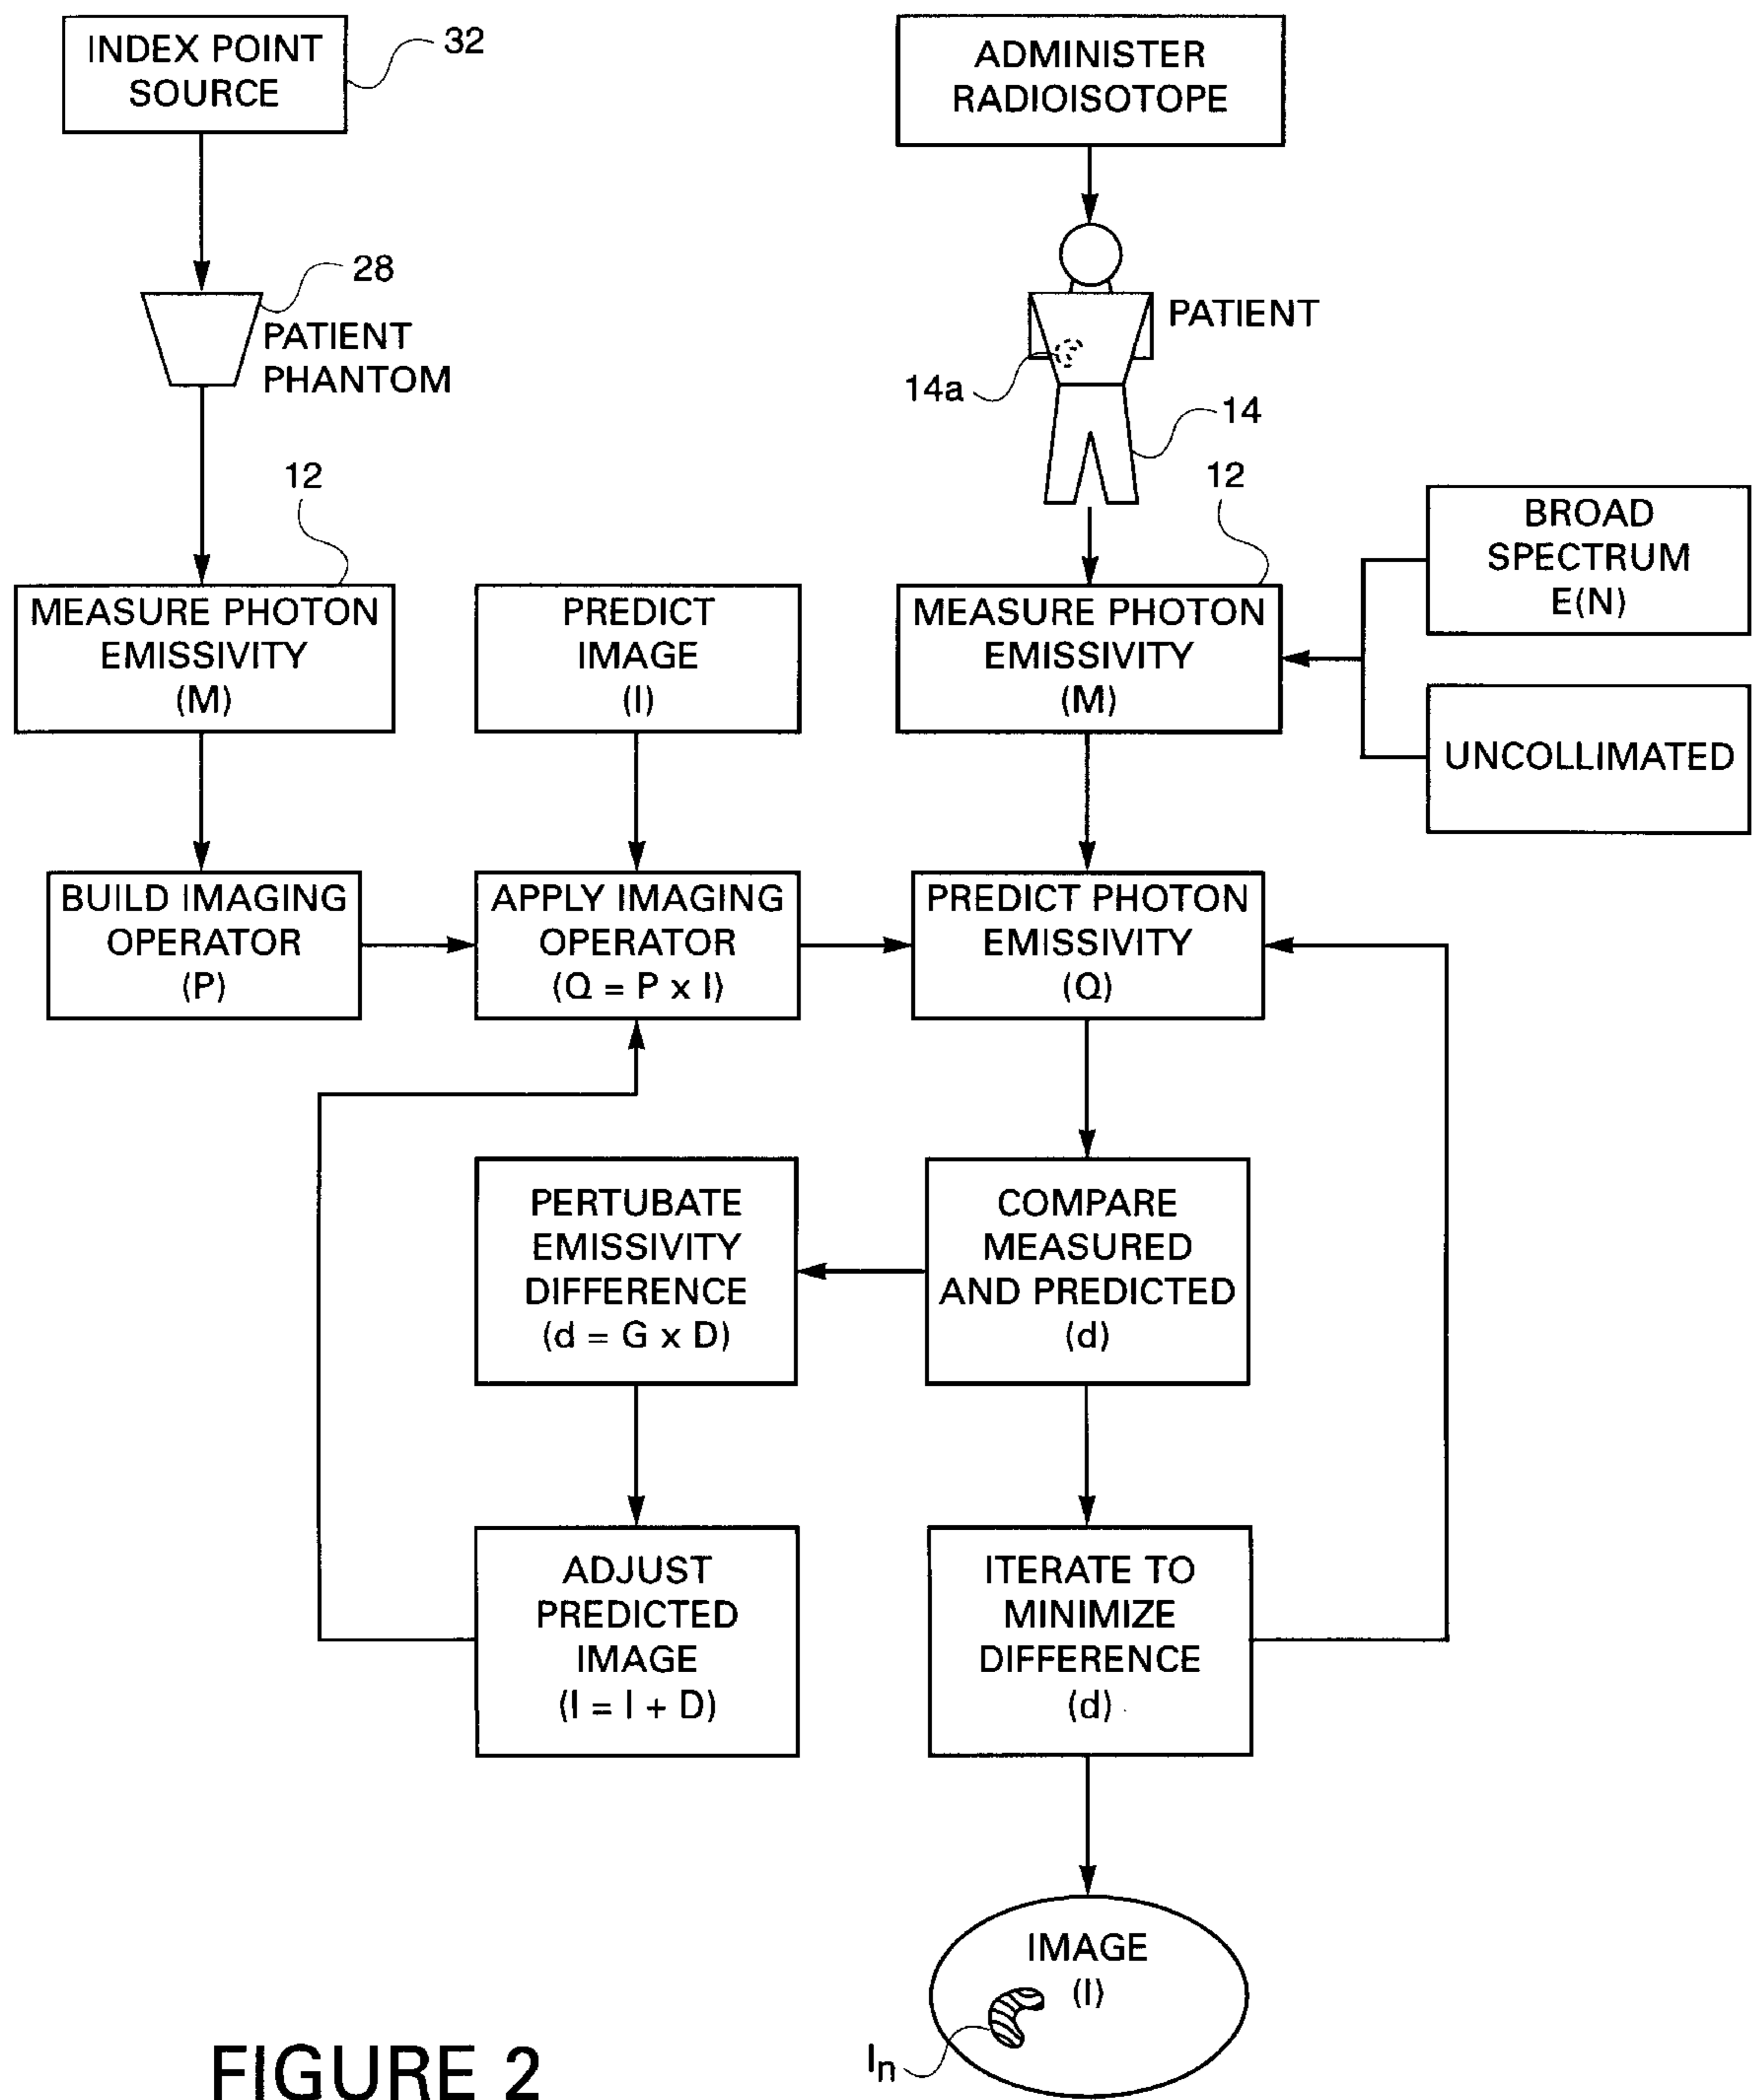 INDEX POINT
SOURCE
32
ADMINISTER
RADIOISOTOPE
28
PATIENT
PHANTOM
PATIENT
14a
14
12
12
BROAD
SPECTRUM
E(N)
MEASURE PHOTON
EMISSIVITY
(M)
PREDICT
IMAGE
(I)
MEASURE PHOTON
EMISSIVITY
(M)
UNCOLLIMATED
BUILD IMAGING
OPERATOR
(P)
APPLY IMAGING
OPERATOR
(Q = P x I)
PREDICT PHOTON
EMISSIVITY
(Q)
PERTUBATE
EMISSIVITY
DIFFERENCE
(d = G x D)
COMPARE
MEASURED
AND PREDICTED
(d)
ADJUST
PREDICTED
IMAGE
(I = I + D)
ITERATE TO
MINIMIZE
DIFFERENCE
(d)
IMAGE
(I)
In
FIGURE 2